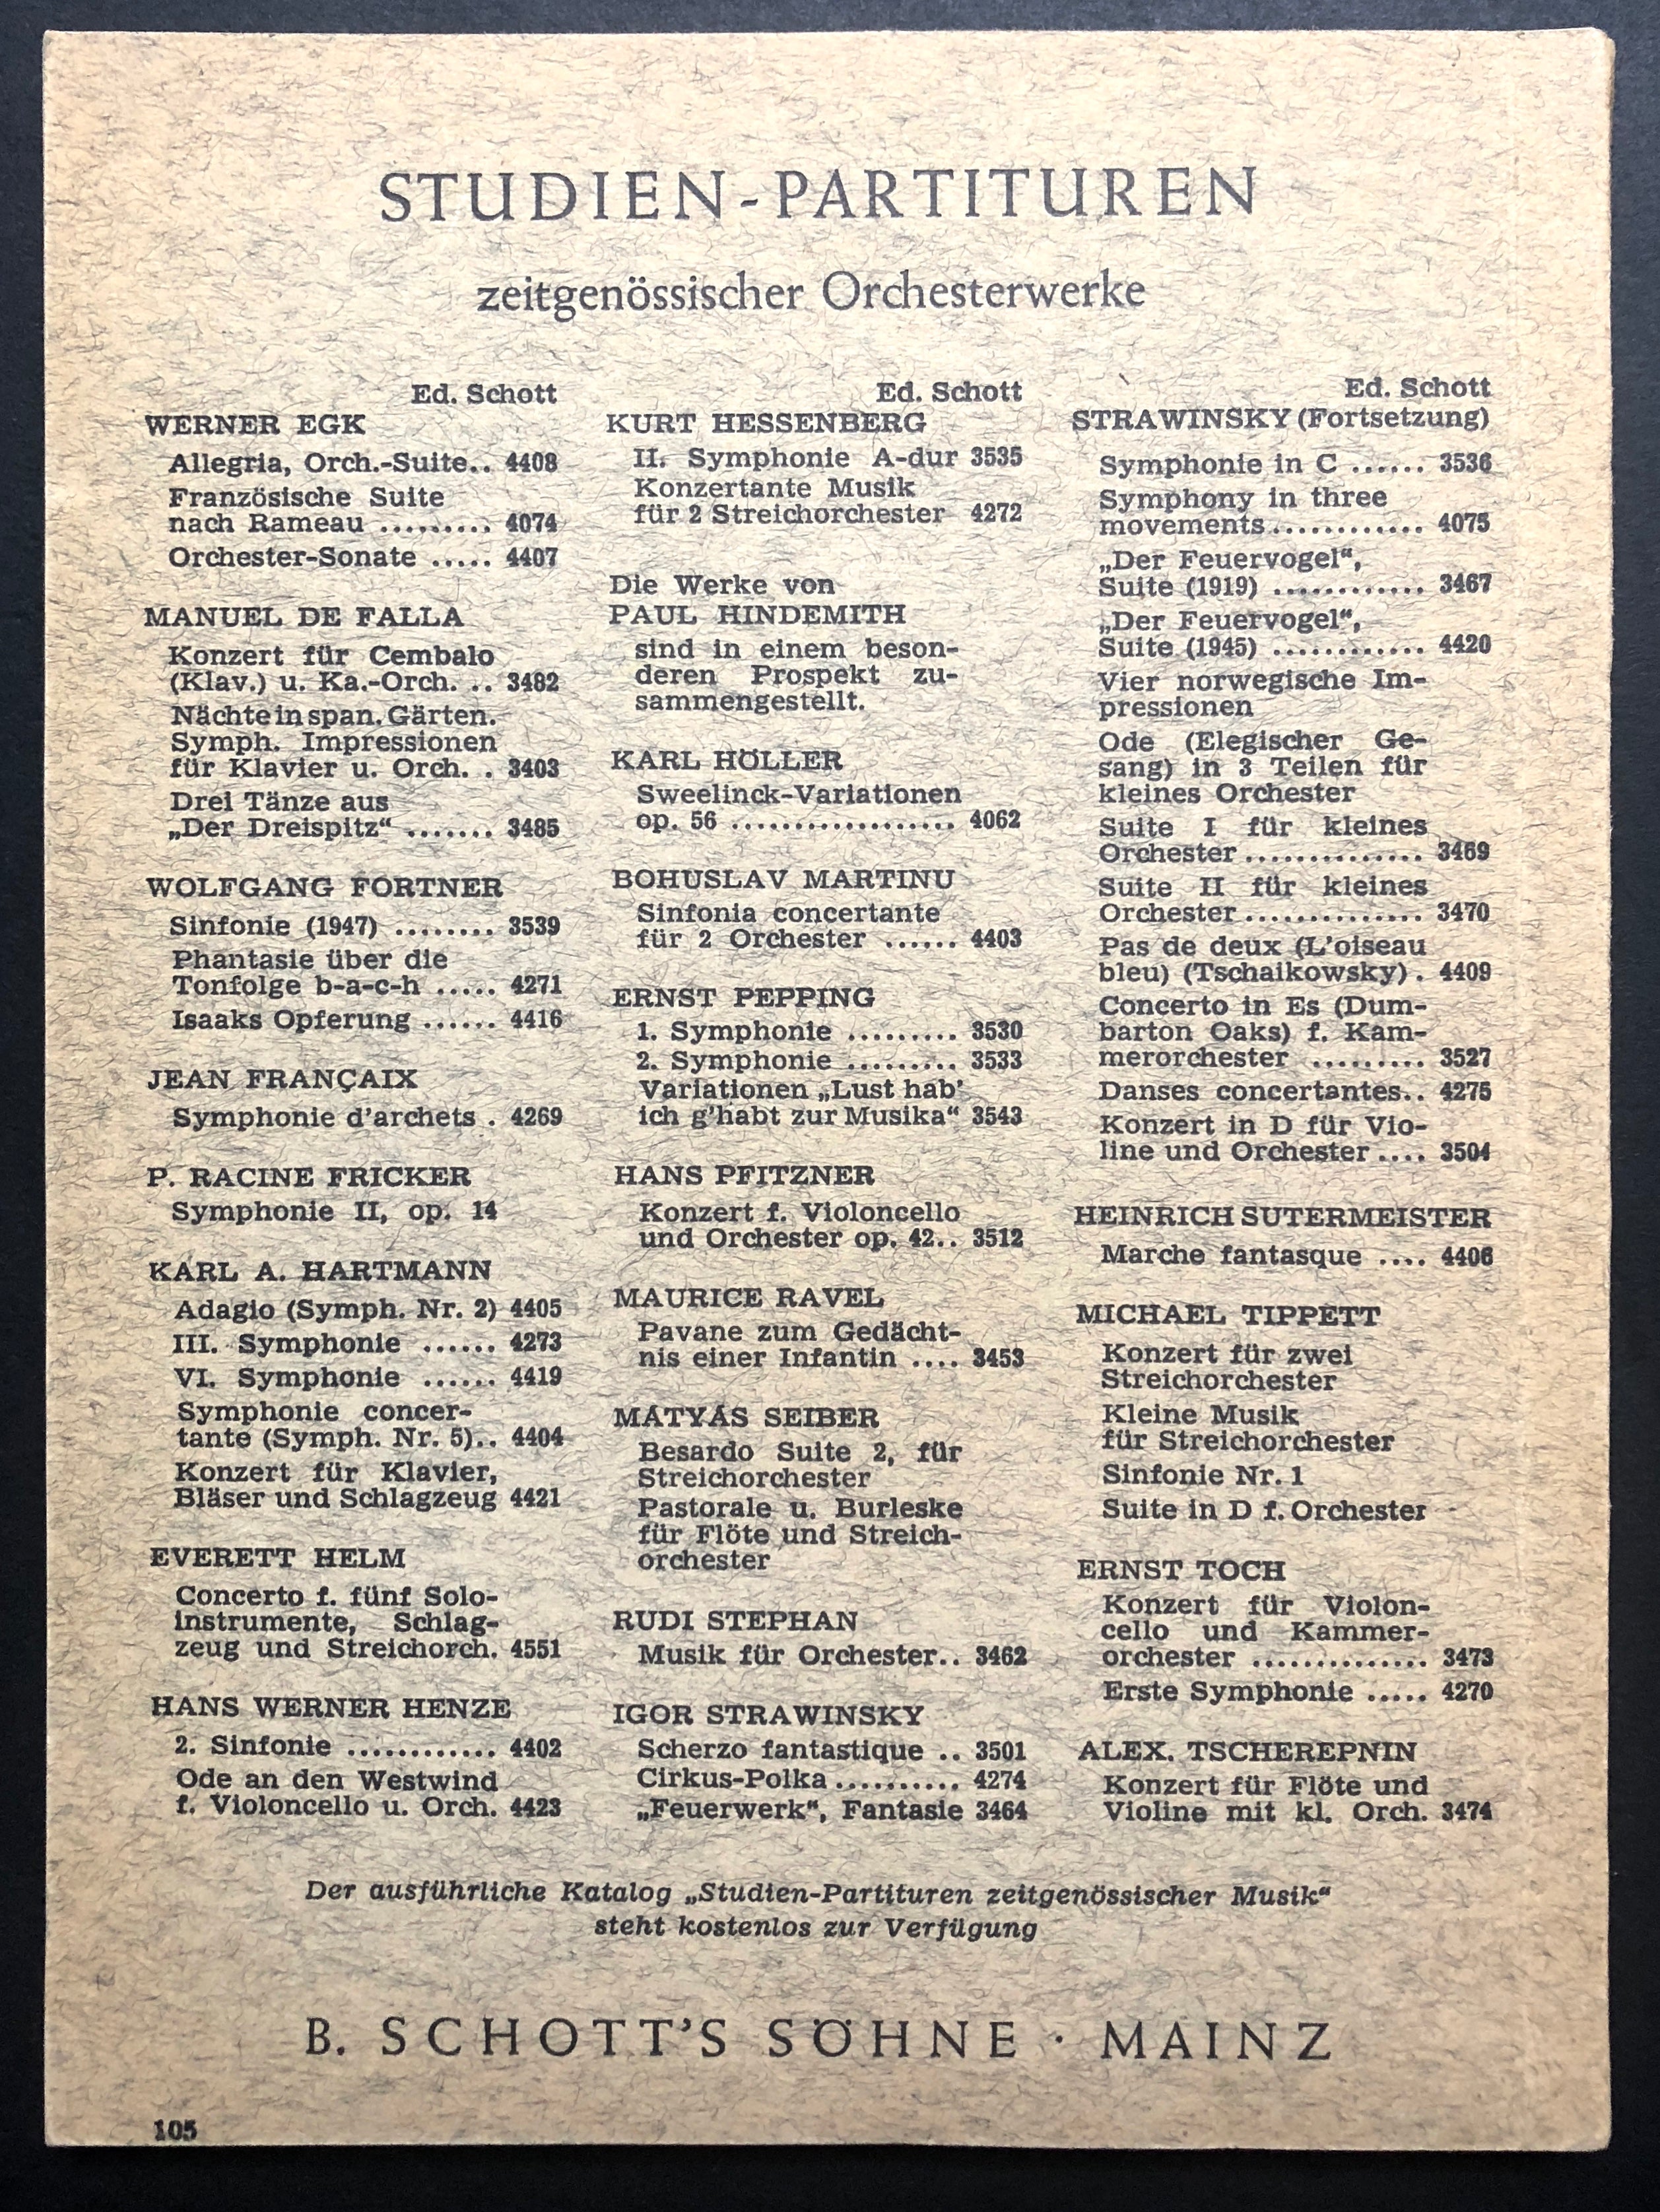 STUDIEN-PARTITUREN
zeitgenössischer Orchesterwerke
Ed. Schott
WERNER EGK
Allegria, Orch.-Suite.. 4408
Französische Suite
nach Rameau ......... 4074
Orchester-Sonate ..... 4407
MANUEL DE FALLA
Konzert für Cembalo
(Klav.) u. Ka.-Orch. .. 3482
Nächte in span. Gärten.
Symph. Impressionen
für Klavier u. Orch. . 3403
Drei Tänze aus
„Der Dreispitz“ ....... 3485
WOLFGANG FORTNER
Sinfonie (1947) ........ 3539
Phantasie über die
Tonfolge b-a-c-h ..... 4271
Isaaks Opferung ...... 4416
JEAN FRANÇAIX
Symphonie d'archets . 4269
P. RACINE FRICKER
Symphonie II, op. 14
KARL A. HARTMANN
Adagio (Symph. Nr. 2) 4405
III. Symphonie ...... 4273
VI. Symphonie ...... 4419
Symphonie concer-
tante (Symph. Nr. 5).. 4404
Konzert für Klavier,
Bläser und Schlagzeug 4421
EVERETT HELM
Concerto f. fünf Solo-
instrumente, Schlag-
zeug und Streichorch. 4551
HANS WERNER HENZE
2. Sinfonie ............ 4402
Ode an den Westwind
f. Violoncello u. Orch. 4423
Ed. Schott
KURT HESSENBERG
II. Symphonie A-dur 3535
Konzertante Musik
für 2 Streichorchester 4272
Die Werke von
PAUL HINDEMITH
sind in einem beson-
deren Prospekt zu-
sammengestellt.
KARL HÖLLER
Sweelinck-Variationen
op. 56 .................. 4062
BOHUSLAV MARTINU
Sinfonia concertante
für 2 Orchester ...... 4403
ERNST PEPPING
1. Symphonie ......... 3530
2. Symphonie ......... 3533
Variationen „Lust hab'
ich g'habt zur Musika“ 3543
HANS PFITZNER
Konzert f. Violoncello
und Orchester op. 42.. 3512
MAURICE RAVEL
Pavane zum Gedächt-
nis einer Infantin .... 3453
MÁTYÁS SEIBER
Besardo Suite 2, für
Streichorchester
Pastorale u. Burleske
für Flöte und Streich-
orchester
RUDI STEPHAN
Musik für Orchester.. 3462
IGOR STRAWINSKY
Scherzo fantastique .. 3501
Cirkus-Polka .......... 4274
„Feuerwerk“, Fantasie 3464
Ed. Schott
STRAWINSKY (Fortsetzung)
Symphonie in C ...... 3536
Symphony in three
movements............ 4075
„Der Feuervogel“,
Suite (1919) ............ 3467
„Der Feuervogel“,
Suite (1945) ............ 4420
Vier norwegische Im-
pressionen
Ode (Elegischer Ge-
sang) in 3 Teilen für
kleines Orchester
Suite I für kleines
Orchester .............. 3469
Suite II für kleines
Orchester .............. 3470
Pas de deux (L'oiseau
bleu) (Tschaikowsky) . 4409
Concerto in Es (Dum-
barton Oaks) f. Kam-
merorchester ......... 3527
Danses concertantes.. 4275
Konzert in D für Vio-
line und Orchester .... 3504
HEINRICH SUTERMEISTER
Marche fantasque .... 4406
MICHAEL TIPPETT
Konzert für zwei
Streichorchester
Kleine Musik
für Streichorchester
Sinfonie Nr. 1
Suite in D f. Orchester
ERNST TOCH
Konzert für Violon-
cello und Kammer-
orchester .............. 3473
Erste Symphonie ..... 4270
ALEX. TSCHEREPNIN
Konzert für Flöte und
Violine mit kl. Orch. 3474
Der ausführliche Katalog „Studien-Partituren zeitgenössischer Musik“
steht kostenlos zur Verfügung
B. SCHOTT'S SÖHNE · MAINZ
105